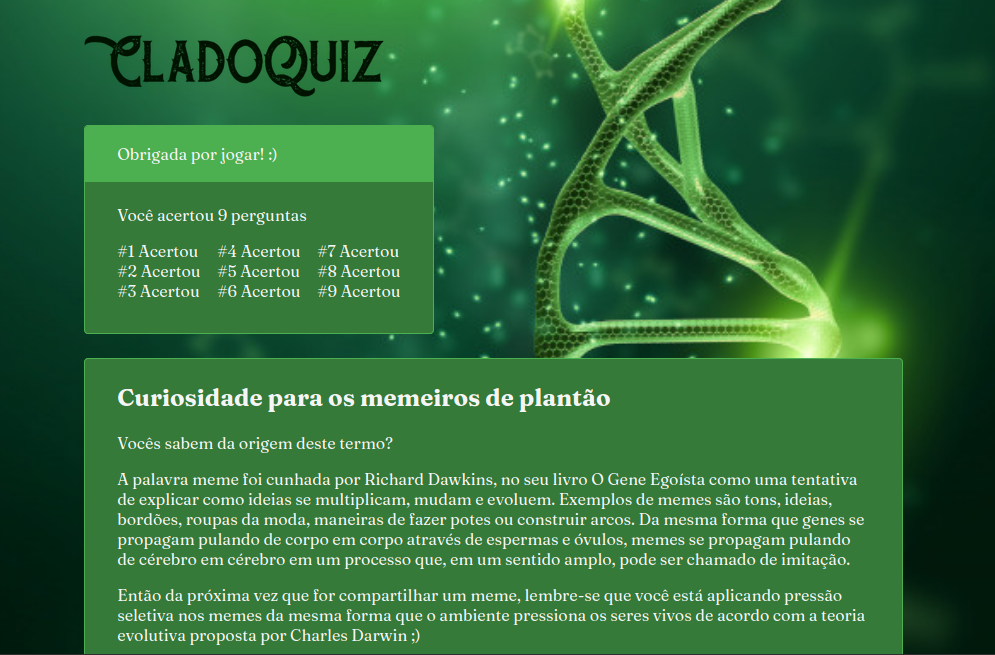 CLADOQUIZ
Obrigada por jogar! :)
Você acertou 9 perguntas
#1 Acertou #4 Acertou #7 Acertou
#2 Acertou #5 Acertou #8 Acertou
#3 Acertou #6 Acertou #9 Acertou
Curiosidade para os memeiros de plantão
Vocês sabem da origem deste termo?
A palavra meme foi cunhada por Richard Dawkins, no seu livro O Gene Egoísta como uma tentativa
de explicar como ideias se multiplicam, mudam e evoluem. Exemplos de memes são tons, ideias,
bordões, roupas da moda, maneiras de fazer potes ou construir arcos. Da mesma forma que genes se
propagam pulando de corpo em corpo através de espermas e óvulos, memes se propagam pulando
de cérebro em cérebro em um processo que, em um sentido amplo, pode ser chamado de imitação.
Então da próxima vez que for compartilhar um meme, lembre-se que você está aplicando pressão
seletiva nos memes da mesma forma que o ambiente pressiona os seres vivos de acordo com a teoria
evolutiva proposta por Charles Darwin ;)